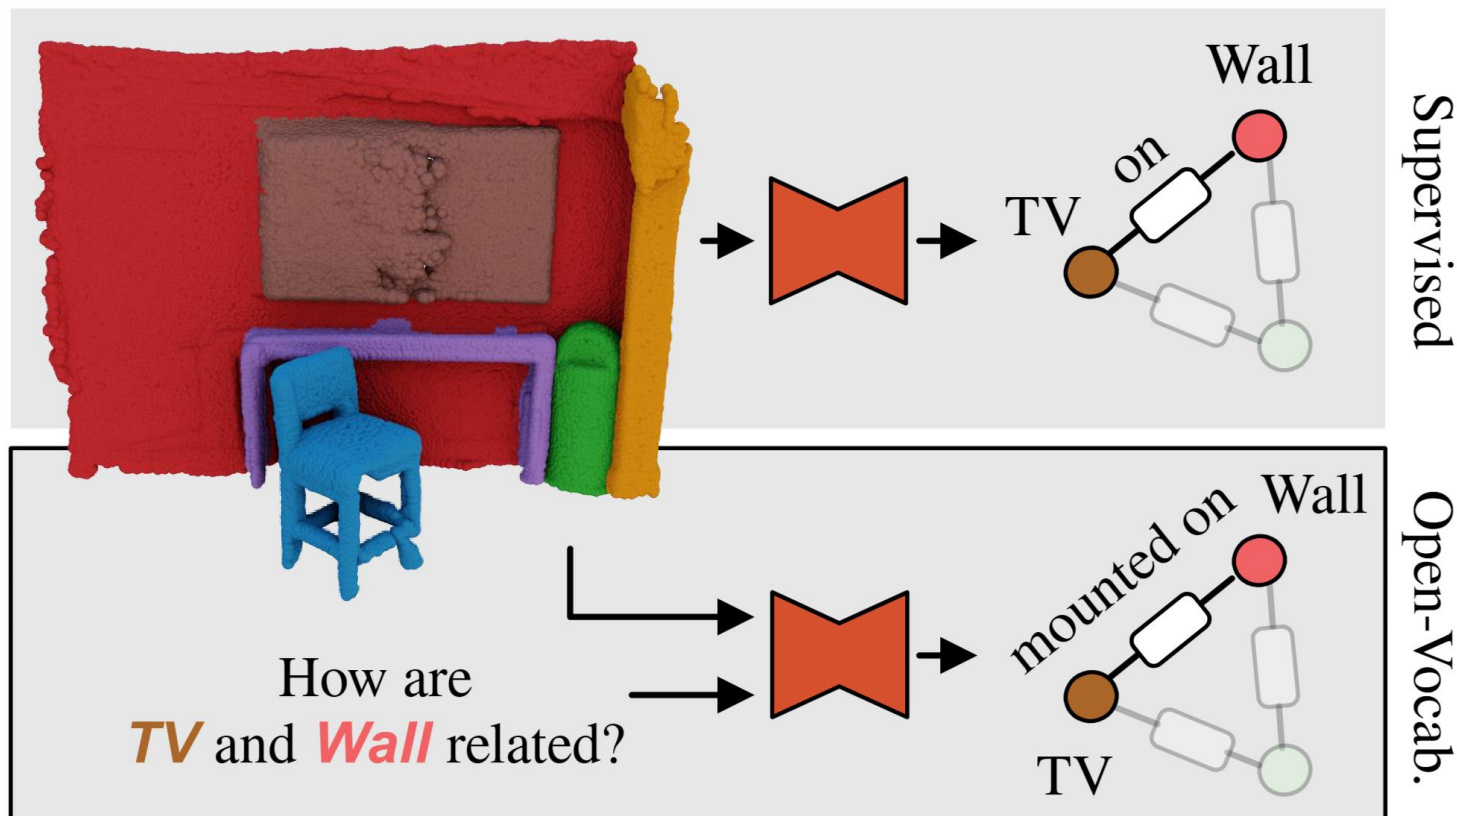 Wall
on
TV
Supervised
mounted on
Wall
How are
TV and Wall related?
TV
Open-Vocab.